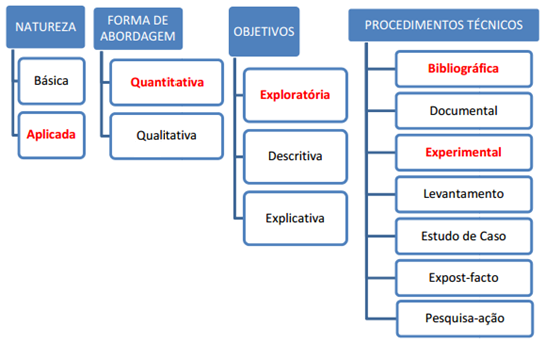 NATUREZA
Básica
Aplicada
FORMA DE
ABORDAGEM
Quantitativa
Qualitativa
OBJETIVOS
Exploratória
Descritiva
Explicativa
PROCEDIMENTOS TÉCNICOS
Bibliográfica
Documental
Experimental
Levantamento
Estudo de Caso
Expost-facto
Pesquisa-ação